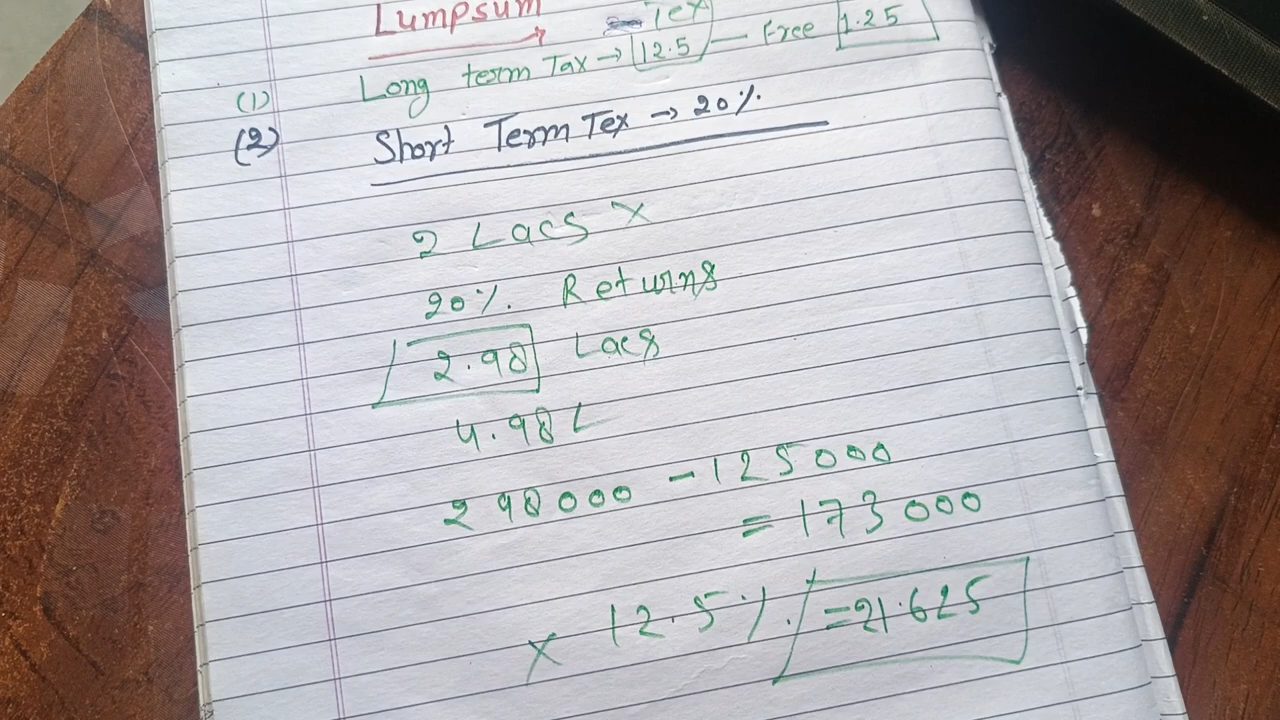 Lumpsum Tex
(1) Long term Tax → 12.5 — Free 1.25
(2) Short Term Tex → 20%.
2 Lacs X
20%. Returns
2.98 Lacs
4.98 L
298000 - 125000
= 173000
X 12.5%. =21.625